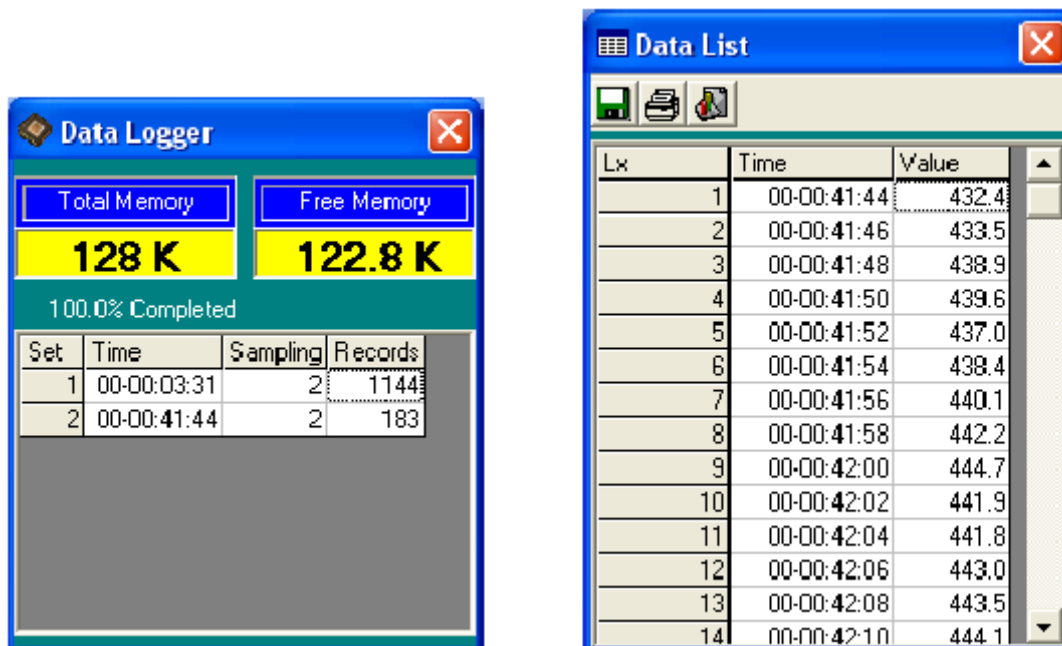 Data Logger
Total Memory Free Memory
128 K 122.8 K
100.0% Completed
Set Time Sampling Records
1 00-00:03:31 2 1144
2 00-00:41:44 2 183
Data List
Lx Time Value
1 00-00:41:44 432.4
2 00-00:41:46 433.5
3 00-00:41:48 438.9
4 00-00:41:50 439.6
5 00-00:41:52 437.0
6 00-00:41:54 438.4
7 00-00:41:56 440.1
8 00-00:41:58 442.2
9 00-00:42:00 444.7
10 00-00:42:02 441.9
11 00-00:42:04 441.8
12 00-00:42:06 443.0
13 00-00:42:08 443.5
14 00-00:42:10 444.1